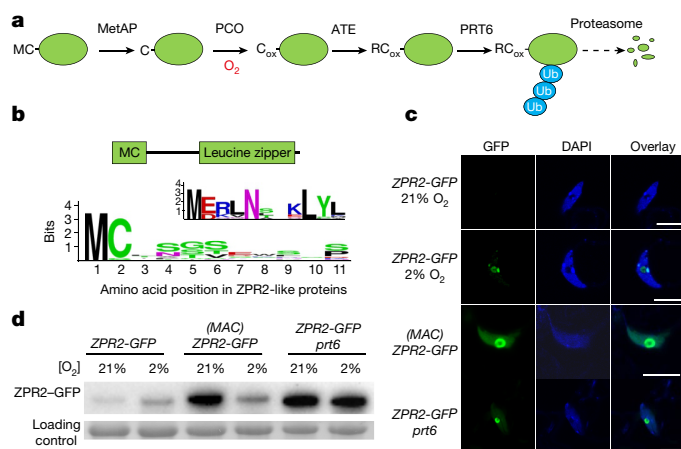 a
MetAP
PCO
ATE
PRT6
Proteasome
MC
C
Cox
RCox
RCox
O2
Ub
Ub
Ub
b
MC
Leucine zipper
4
3
2
1
Bits
4
3
2
1
MC
1 2 3 4 5 6 7 8 9 10 11
Amino acid position in ZPR2-like proteins
c
GFP DAPI Overlay
ZPR2-GFP
21% O2
ZPR2-GFP
2% O2
(MAC)
ZPR2-GFP
ZPR2-GFP
prt6
d
ZPR2-GFP
(MAC)
ZPR2-GFP
ZPR2-GFP
prt6
[O2] 21% 2% 21% 2% 21% 2%
ZPR2–GFP
Loading
control